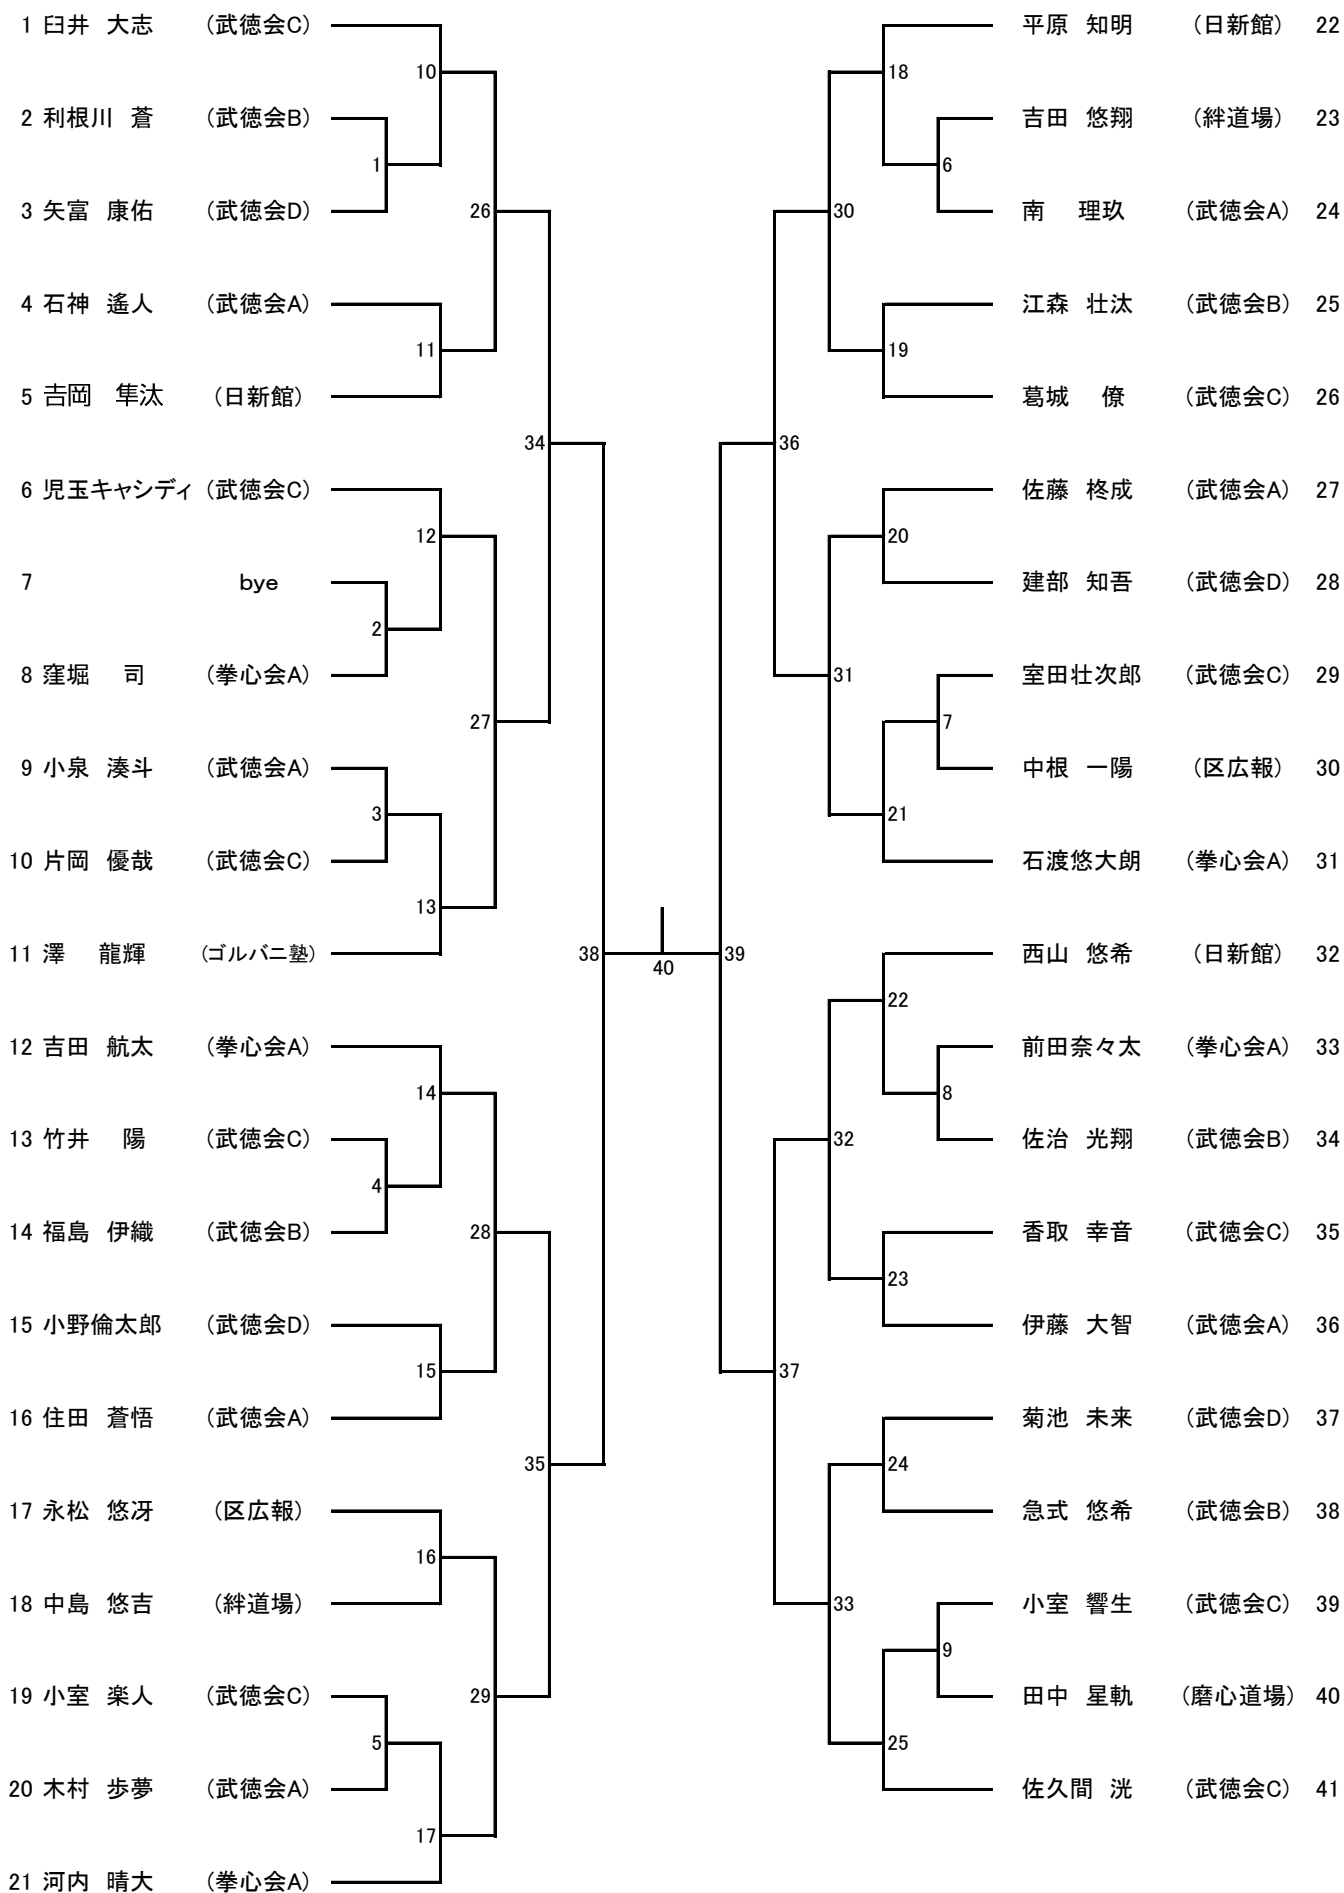 1 臼井 大志 (武徳会C)
10
2 利根川 蒼 (武徳会B)
1
3 矢富 康佑 (武徳会D)
26
4 石神 遙人 (武徳会A)
11
5 吉岡 隼汰 (日新館)
34
6 児玉キャシディ (武徳会C)
12
7 bye
2
8 窪堀 司 (拳心会A)
27
9 小泉 湊斗 (武徳会A)
3
10 片岡 優哉 (武徳会C)
13
11 澤 龍輝 (ゴルバニ塾)
38
12 吉田 航太 (拳心会A)
14
13 竹井 陽 (武徳会C)
4
14 福島 伊織 (武徳会B)
28
15 小野倫太郎 (武徳会D)
15
16 住田 蒼悟 (武徳会A)
35
17 永松 悠冴 (区広報)
16
18 中島 悠吉 (絆道場)
19 小室 楽人 (武徳会C)
29
5
20 木村 歩夢 (武徳会A)
17
21 河内 晴大 (拳心会A)
40
平原 知明 (日新館) 22
18
吉田 悠翔 (絆道場) 23
6
南 理玖 (武徳会A) 24
30
江森 壮汰 (武徳会B) 25
19
葛城 僚 (武徳会C) 26
36
佐藤 柊成 (武徳会A) 27
20
建部 知吾 (武徳会D) 28
室田壮次郎 (武徳会C) 29
31
7
中根 一陽 (区広報) 30
21
石渡悠大朗 (拳心会A) 31
39
西山 悠希 (日新館) 32
22
前田奈々太 (拳心会A) 33
8
佐治 光翔 (武徳会B) 34
32
香取 幸音 (武徳会C) 35
23
伊藤 大智 (武徳会A) 36
37
菊池 未来 (武徳会D) 37
24
急式 悠希 (武徳会B) 38
小室 響生 (武徳会C) 39
33
9
田中 星軌 (磨心道場) 40
25
佐久間 洸 (武徳会C) 41